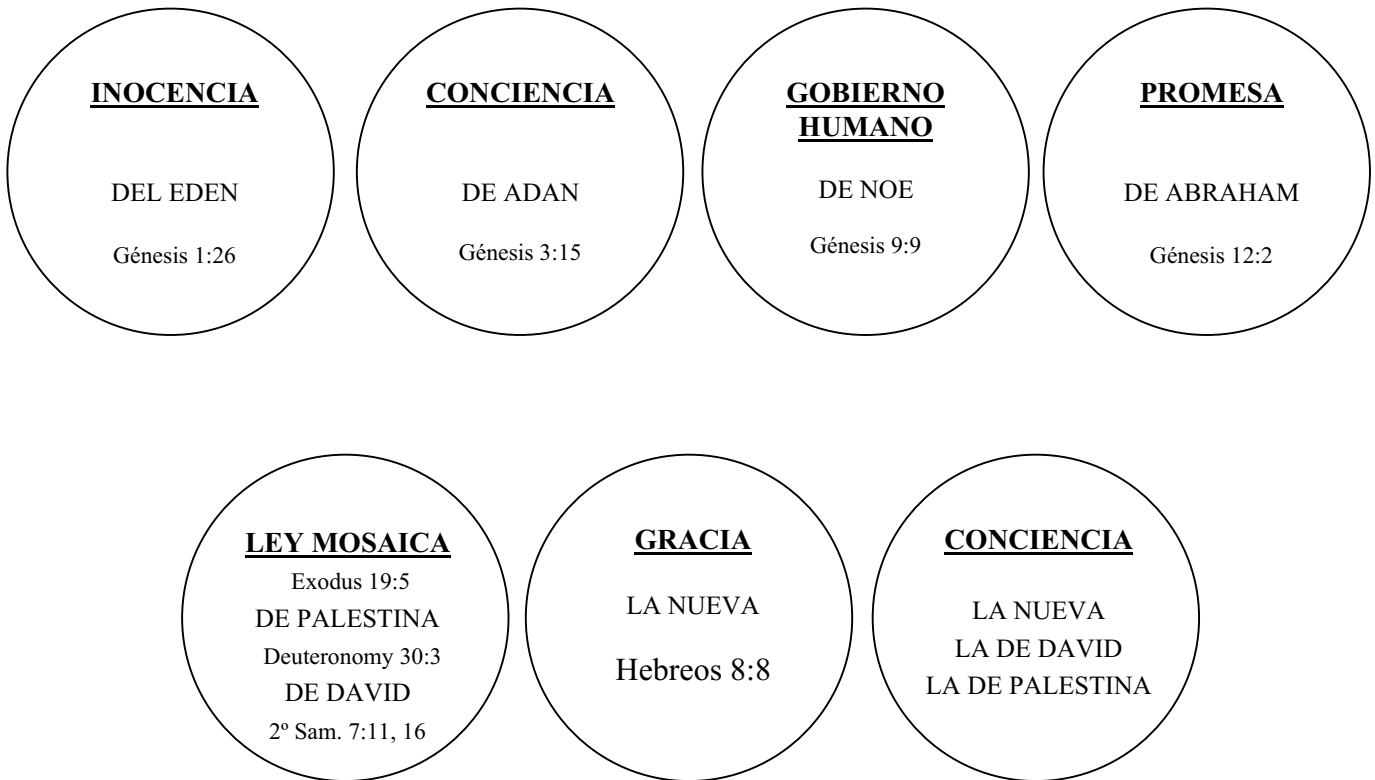 INOCENCIA
DEL EDEN
Génesis 1:26
CONCIENCIA
DE ADAN
Génesis 3:15
GOBIERNO
HUMANO
DE NOE
Génesis 9:9
PROMESA
DE ABRAHAM
Génesis 12:2
LEY MOSAICA
Exodus 19:5
DE PALESTINA
Deuteronomy 30:3
DE DAVID
2º Sam. 7:11, 16
GRACIA
LA NUEVA
Hebreos 8:8
CONCIENCIA
LA NUEVA
LA DE DAVID
LA DE PALESTINA